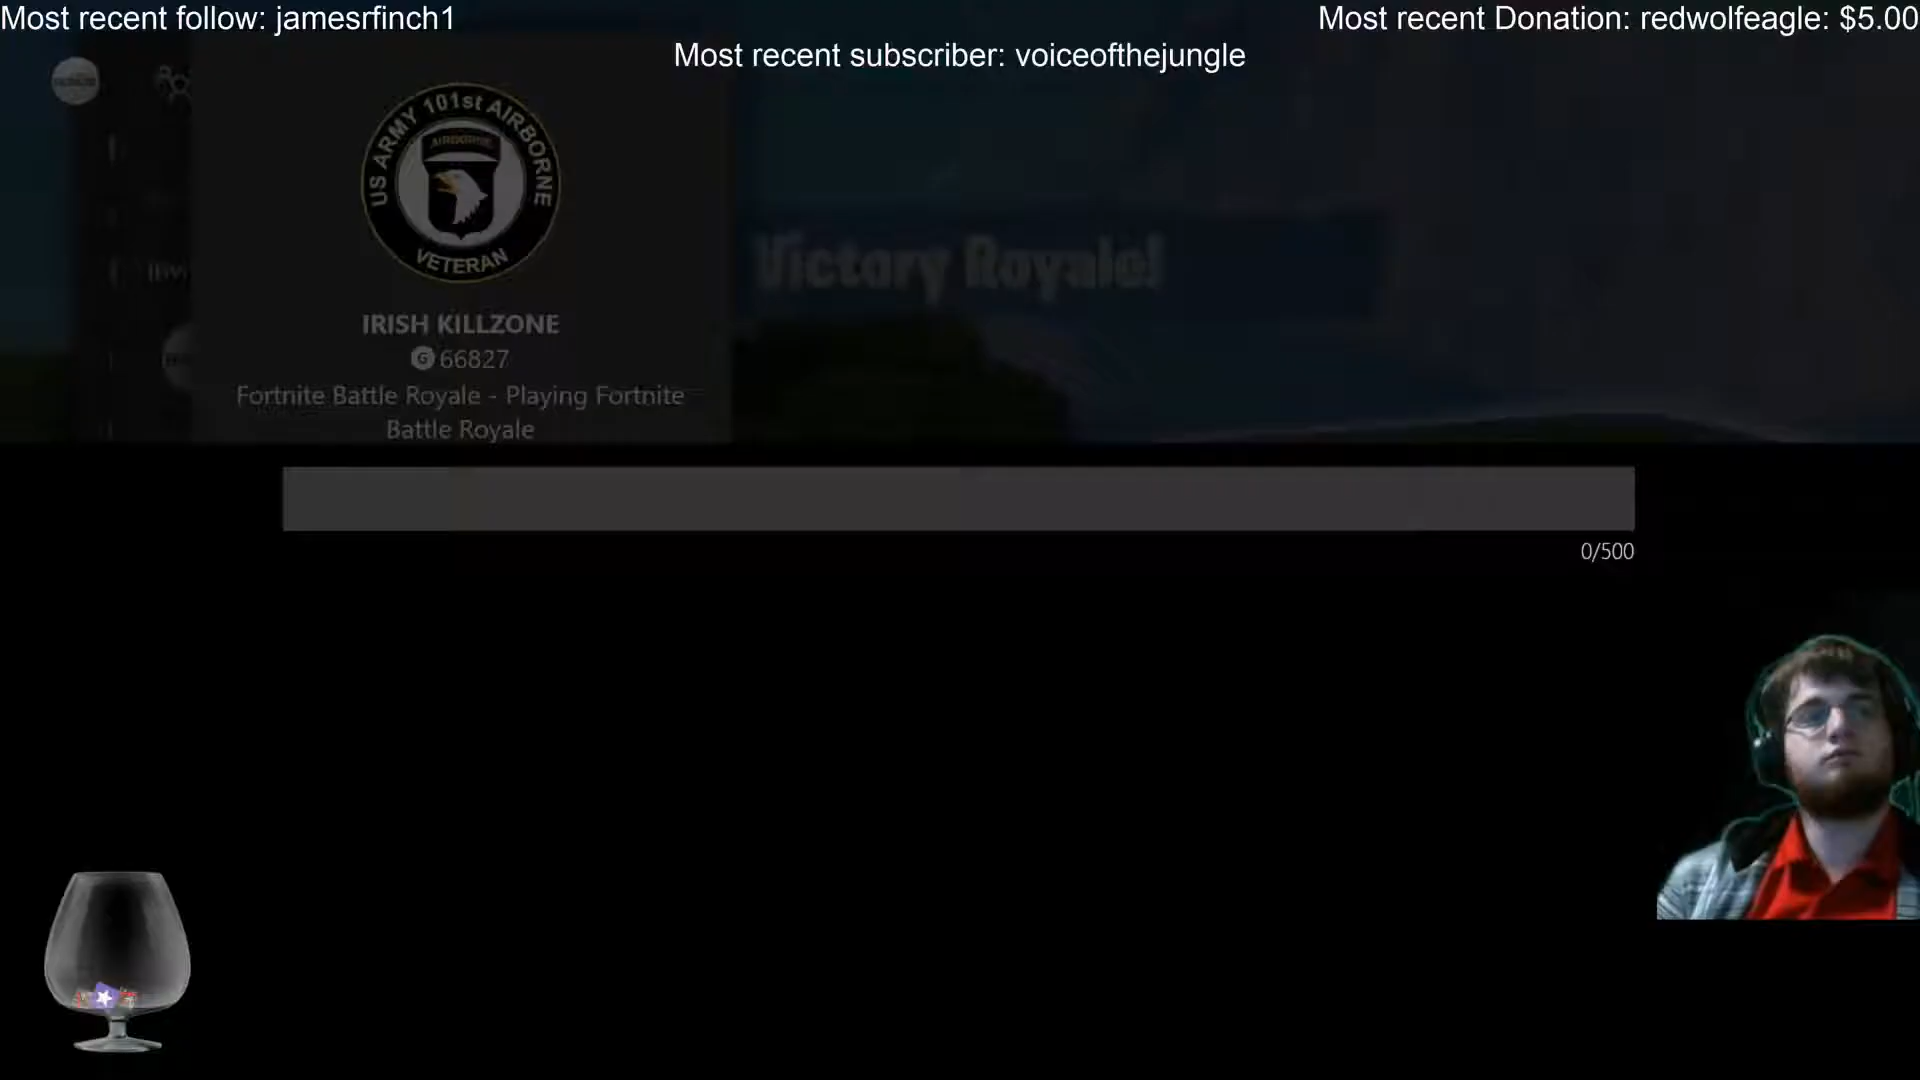 Most recent follow: jamesrfinch1
Most recent Donation: redwolfeagle: $5.00
Most recent subscriber: voiceofthejungle
US ARMY 101st AIRBORNE
AIRBORNE
VETERAN
Victory Royale!
IRISH KILLZONE
G 66827
Fortnite Battle Royale - Playing Fortnite
Battle Royale
0/500